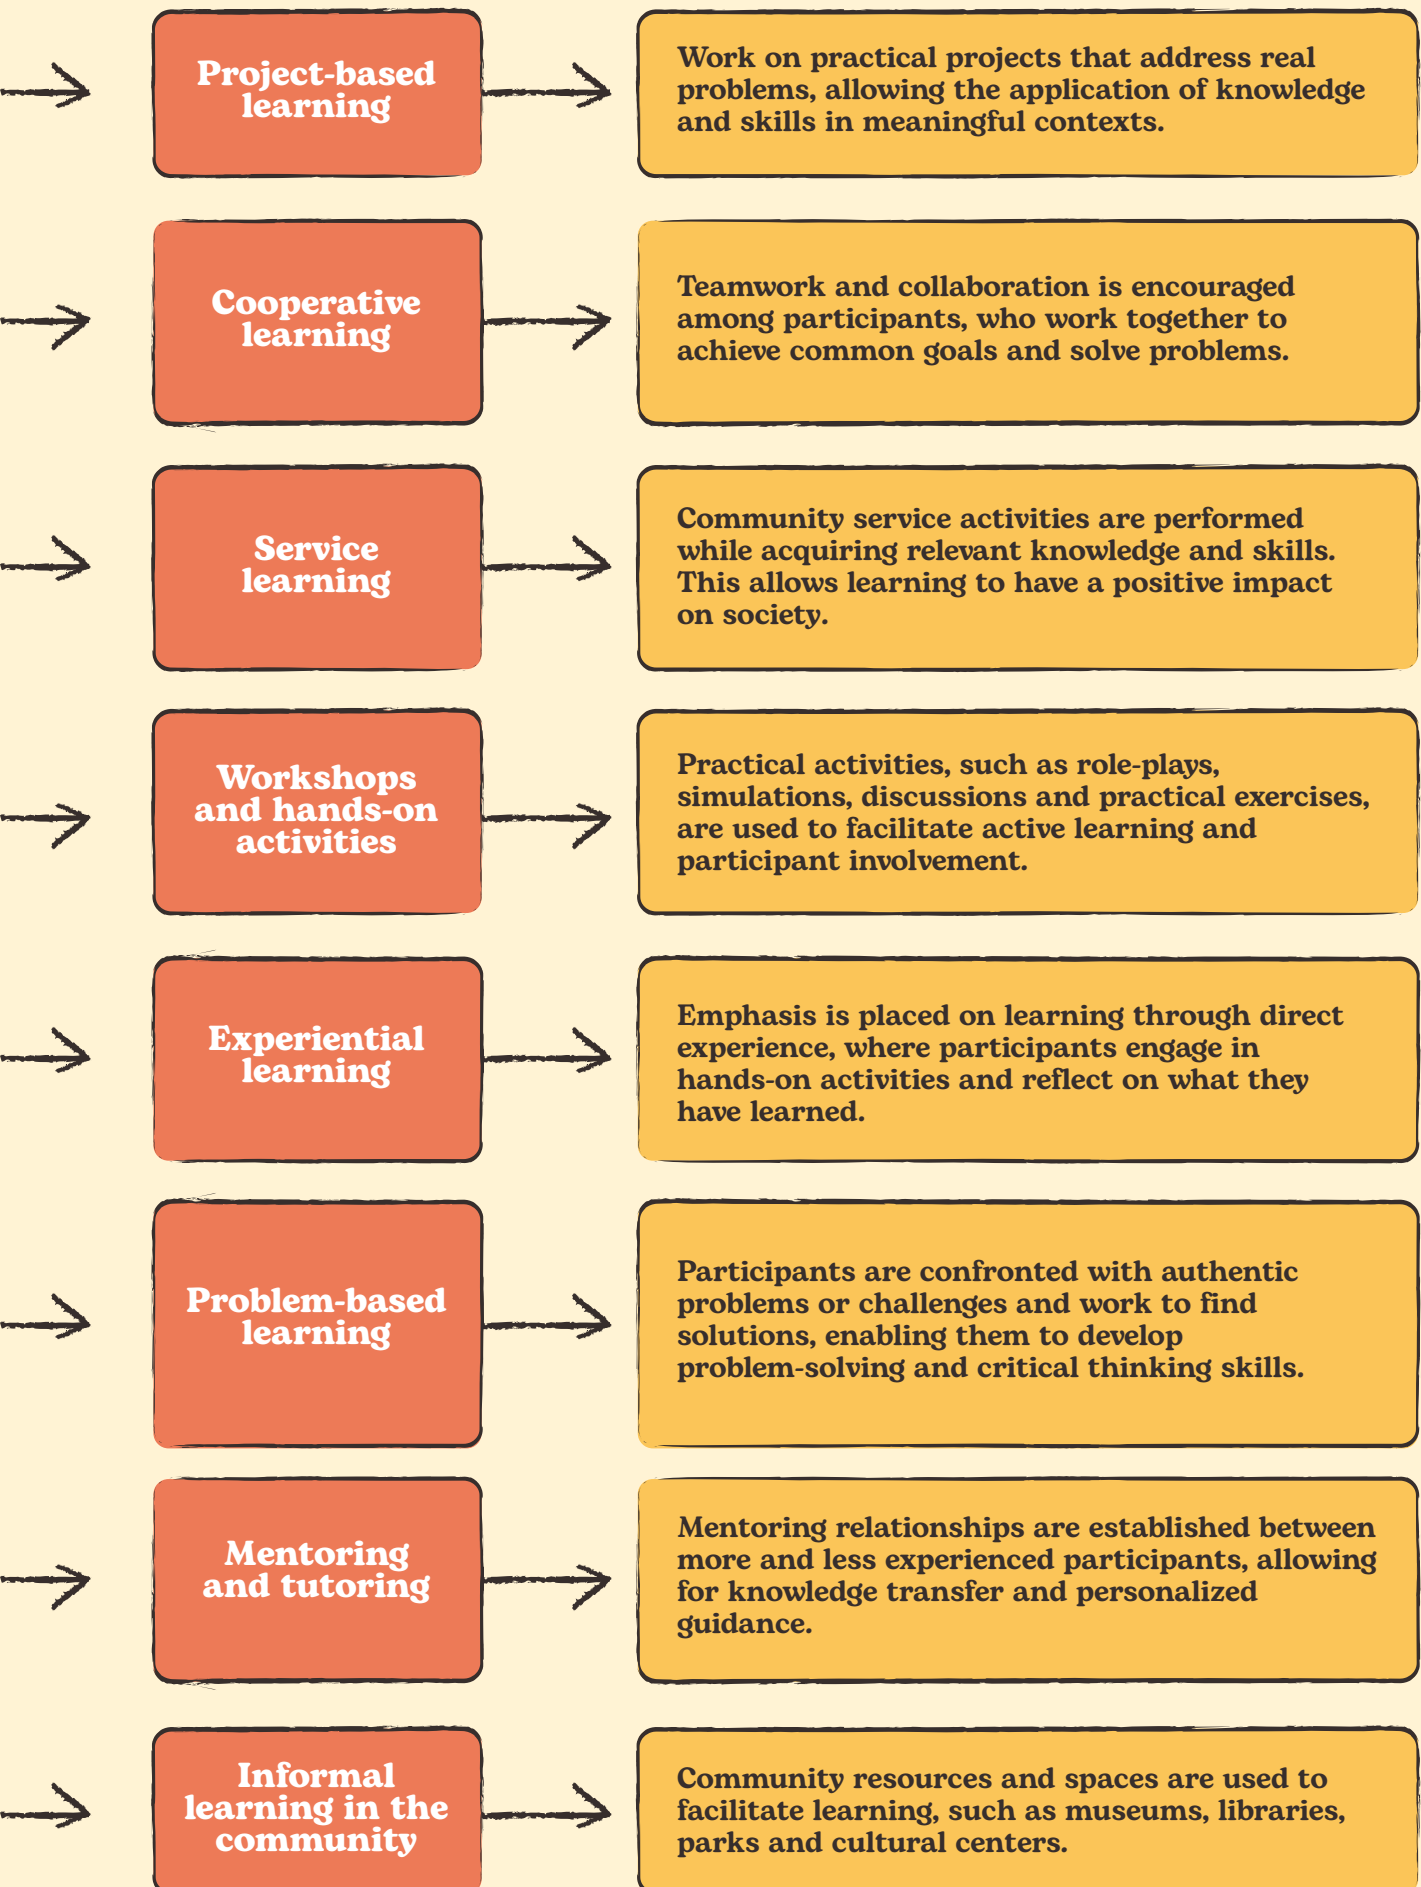 Project-based
learning
Work on practical projects that address real
problems, allowing the application of knowledge
and skills in meaningful contexts.
Cooperative
learning
Teamwork and collaboration is encouraged
among participants, who work together to
achieve common goals and solve problems.
Service
learning
Community service activities are performed
while acquiring relevant knowledge and skills.
This allows learning to have a positive impact
on society.
Workshops
and hands-on
activities
Practical activities, such as role-plays,
simulations, discussions and practical exercises,
are used to facilitate active learning and
participant involvement.
Experiential
learning
Emphasis is placed on learning through direct
experience, where participants engage in
hands-on activities and reflect on what they
have learned.
Problem-based
learning
Participants are confronted with authentic
problems or challenges and work to find
solutions, enabling them to develop
problem-solving and critical thinking skills.
Mentoring
and tutoring
Mentoring relationships are established between
more and less experienced participants, allowing
for knowledge transfer and personalized
guidance.
Informal
learning in the
community
Community resources and spaces are used to
facilitate learning, such as museums, libraries,
parks and cultural centers.